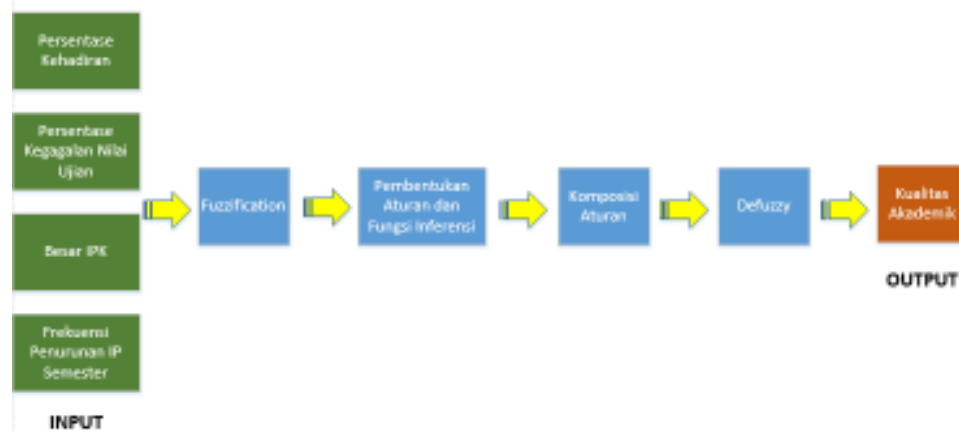 Persentase
Kehadiran
Persentase
Kegagalan Nilai
Ujian
Besar IPK
Frekuensi
Penurunan IP
Semester
INPUT
Fuzzification
Pembentukan
Aturan dan
Fungsi Inferensi
Komposisi
Aturan
Defuzzy
Kualitas
Akademik
OUTPUT